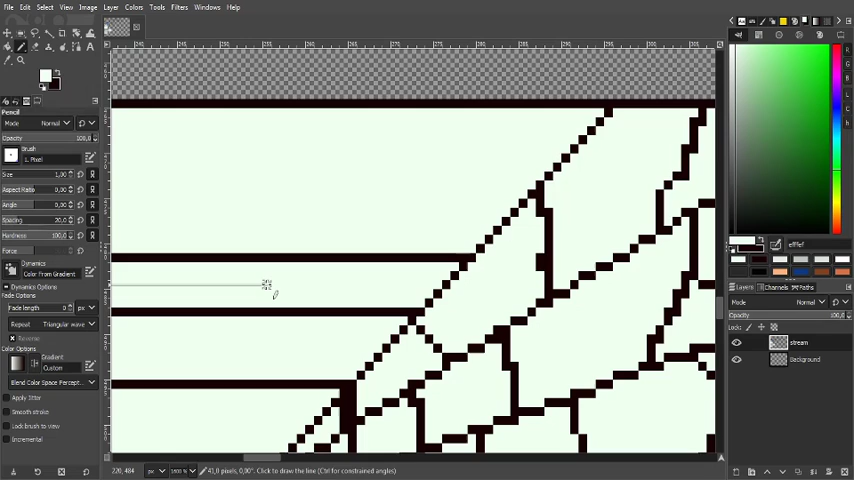 File Edit Select View Image Layer Colors Tools Filters Windows Help
Pencil
Mode Normal
Opacity 100,0
Brush
1. Pixel
Size 1,00
Aspect Ratio 0,00
Angle 0,00
Spacing 20,0
Hardness 100,0
Force
Dynamics
Color From Gradient
Dynamics Options
Fade Options
Fade length 0 px
Repeat Triangular wave
Reverse
Color Options
Gradient
Custom
Blend Color Space Percept...
Apply Jitter
Smooth stroke
Lock brush to view
Incremental
220, 484 px 1600 % 41,0 pixels, 0,00°. Click to draw the line (Ctrl for constrained angles)
H
S
V
R
G
B
L
C
h
Layers Channels Paths
Mode Normal
Opacity 100,0
Lock:
stream
Background